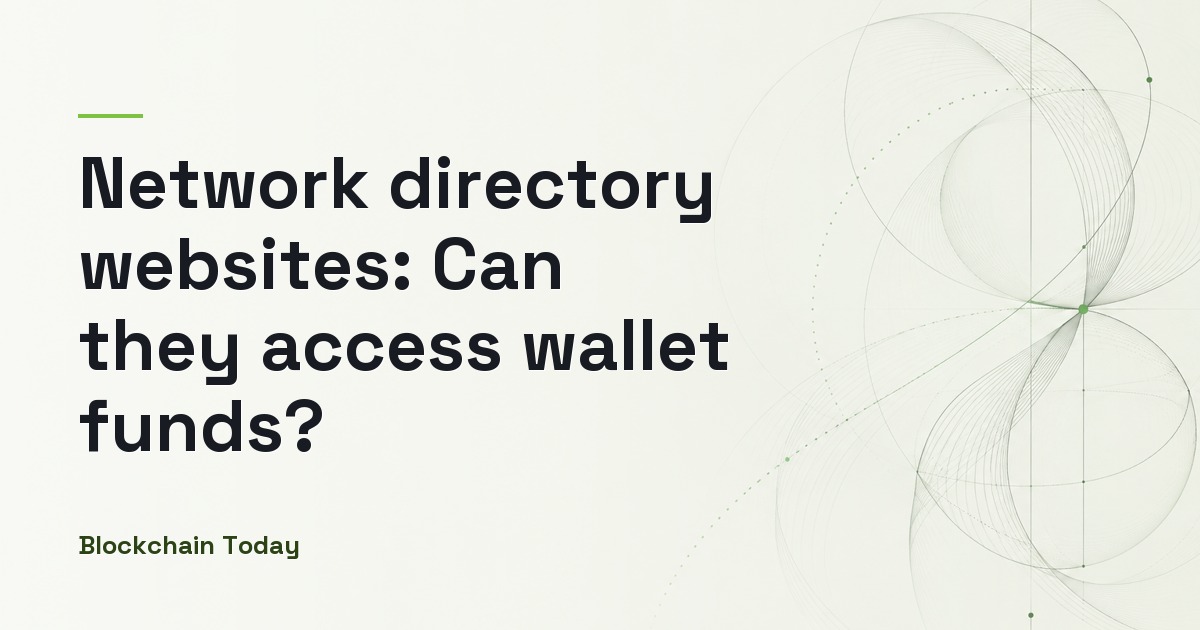 Network directory
websites: Can
they access wallet
funds?
Blockchain Today